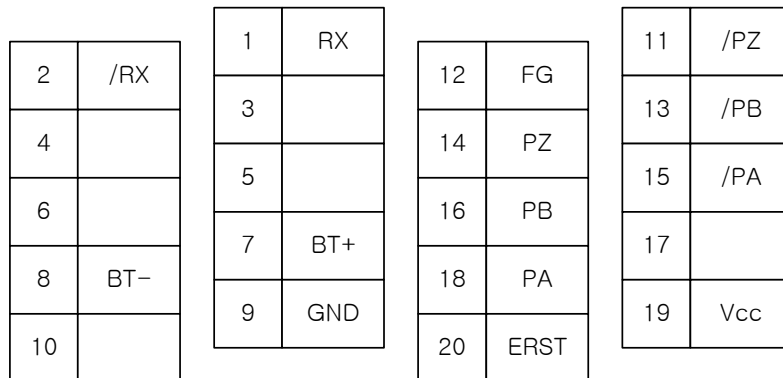 2 /RX
4
6
8 BT-
10
1 RX
3
5
7 BT+
9 GND
12 FG
14 PZ
16 PB
18 PA
20 ERST
11 /PZ
13 /PB
15 /PA
17
19 Vcc